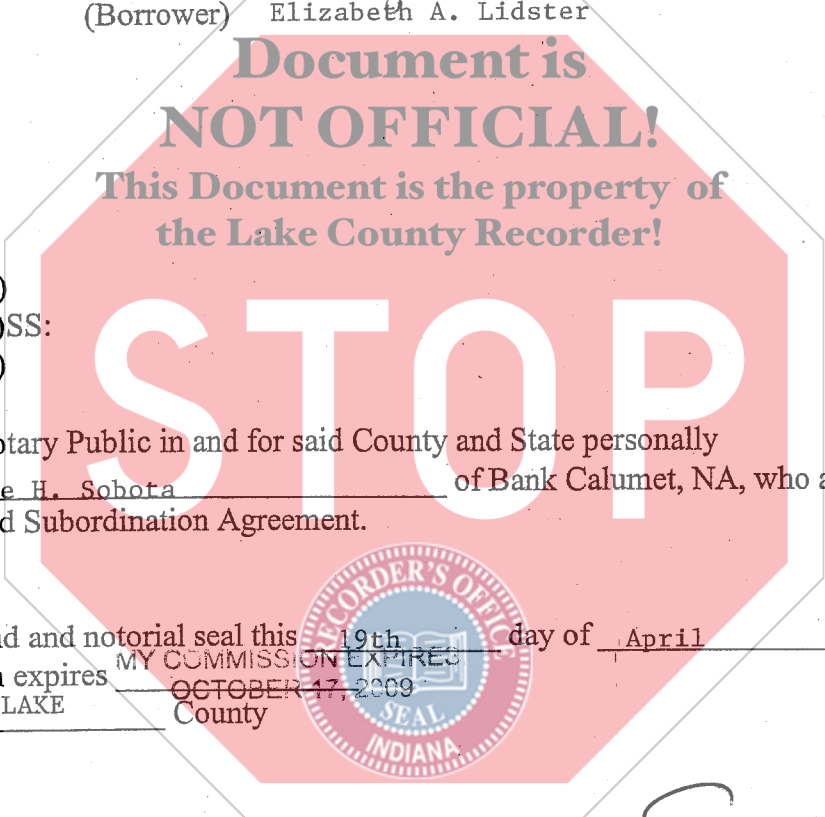 (Borrower) Elizabeth A. Lidster
Document is
NOT OFFICIAL!
This Document is the property of
the Lake County Recorder!
)
)SS:
)
STOP
otary Public in and for said County and State personally
e H. Sobota of Bank Calumet, NA, who a
d Subordination Agreement.
RECORDER'S OFFICE
nd and notorial seal this 19th day of April
MY COMMISSION EXPIRES
n expires OCTOBER 17, 2009
LAKE County
SEAL
INDIANA